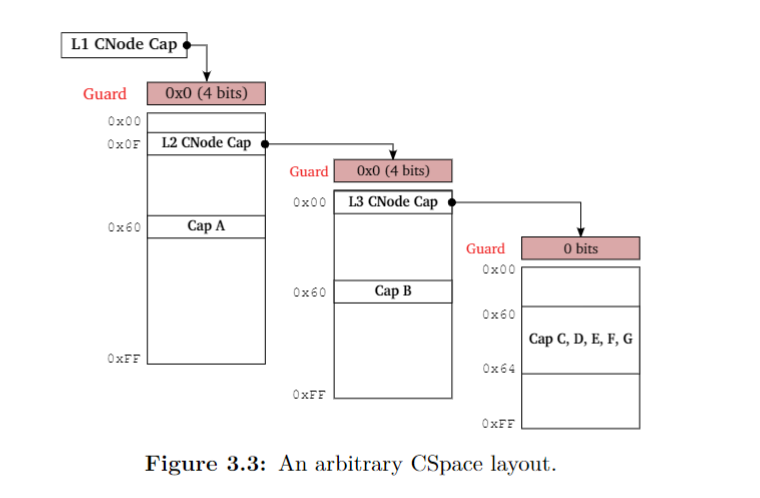 L1 CNode Cap
Guard 0x0 (4 bits)
0x00
0x0F L2 CNode Cap
Guard 0x0 (4 bits)
0x00 L3 CNode Cap
0x60 Cap A
Guard 0 bits
0x00
0x60 Cap B
0x60
Cap C, D, E, F, G
0xFF
0x64
0xFF
0xFF
Figure 3.3: An arbitrary CSpace layout.